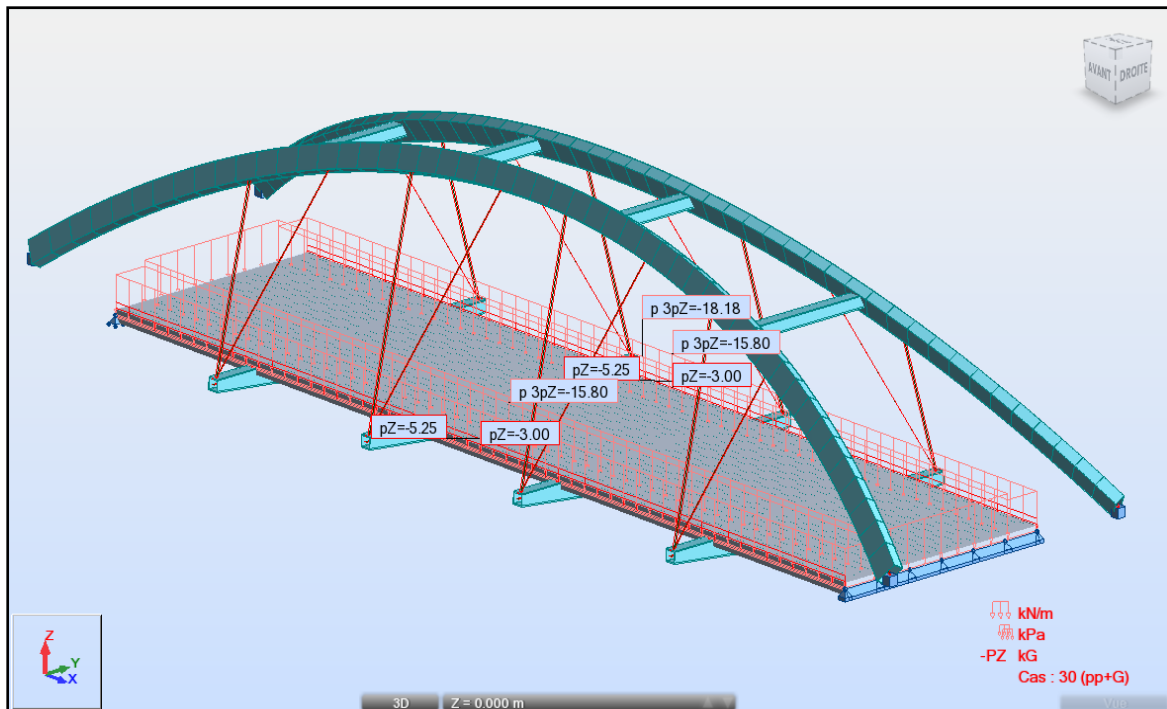 AVANT
DROITE
p 3pZ=-18.18
p 3pZ=-15.80
pZ=-5.25
pZ=-3.00
p 3pZ=-15.80
pZ=-5.25
pZ=-3.00
kN/m
kPa
-PZ kG
Cas : 30 (pp+G)
Z
Y
X
3D
Z = 0.000 m
Vue